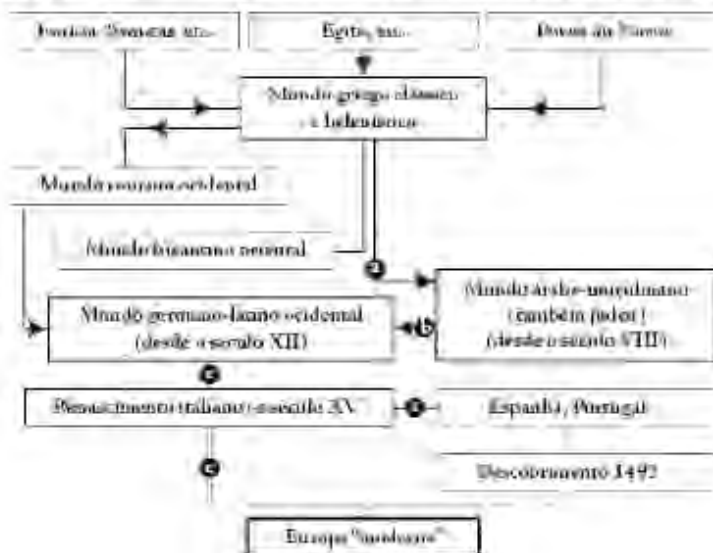 Egito, etc.
Mundo grego clássico
e helenístico
Mundo romano ocidental
Mundo bizantino oriental
a
Mundo árabe-muçulmano
(também judeu)
(desde o século VIII)
b
Mundo germano-latino ocidental
(desde o século XII)
c
Renascimento italiano século XV
Espanha, Portugal
c
Descobrimento 1492
Europa "moderna"